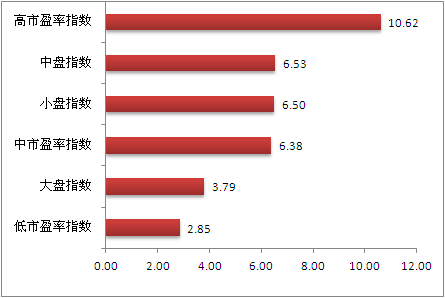 高市盈率指数 10.62
中盘指数 6.53
小盘指数 6.50
中市盈率指数 6.38
大盘指数 3.79
低市盈率指数 2.85
0.00 2.00 4.00 6.00 8.00 10.00 12.00